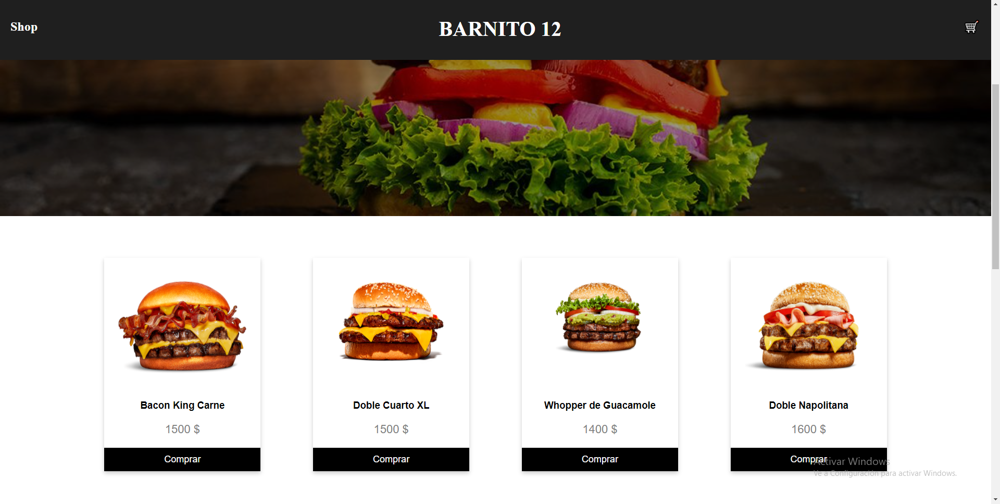 Shop
BARNITO 12
Bacon King Carne
1500 $
Comprar
Doble Cuarto XL
1500 $
Comprar
Whopper de Guacamole
1400 $
Comprar
Doble Napolitana
1600 $
Comprar
Activar Windows
Ve a Configuración para activar Windows.